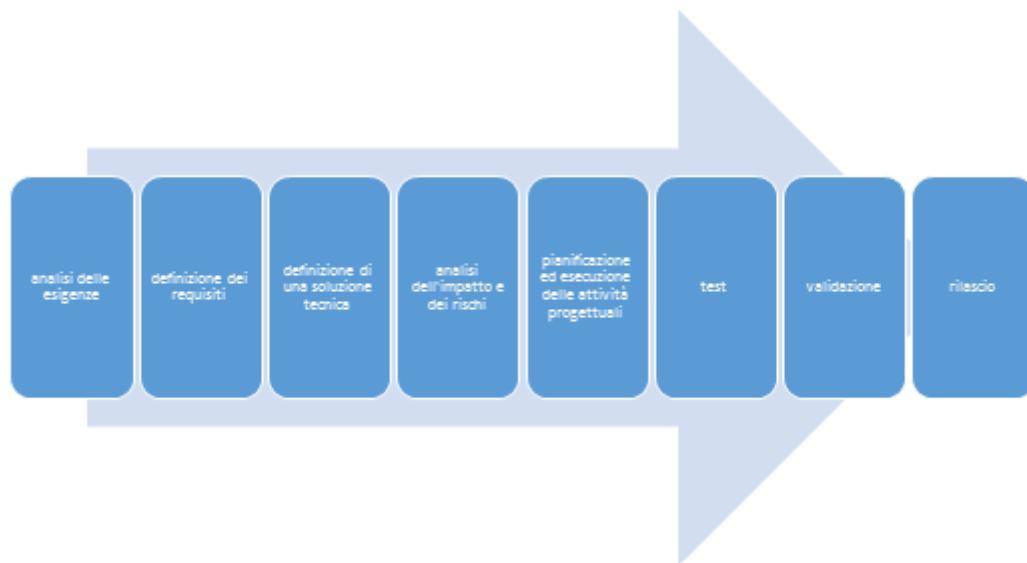 analisi delle
esigenze
definizione dei
requisiti
definizione di
una soluzione
tecnica
analisi
dell'impatto e
dei rischi
pianificazione
ed esecuzione
delle attività
progettuali
test
validazione
rilascio